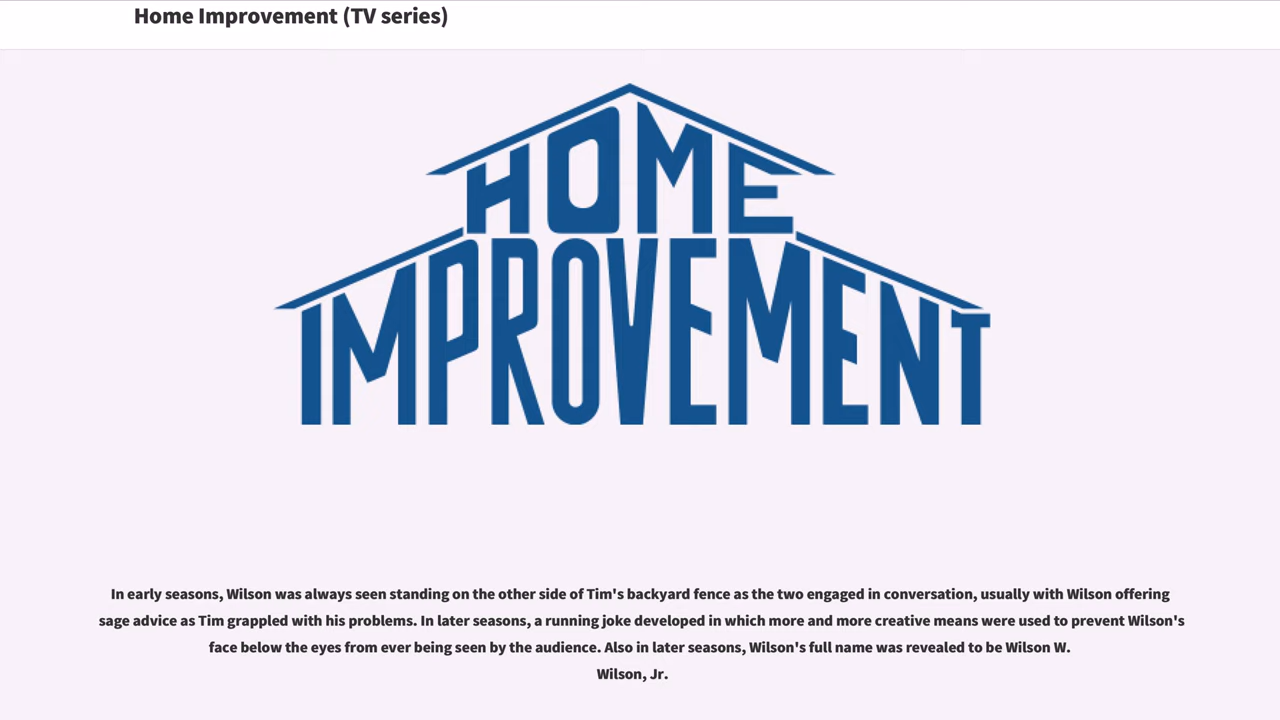 Home Improvement (TV series)
HOME
IMPROVEMENT
In early seasons, Wilson was always seen standing on the other side of Tim's backyard fence as the two engaged in conversation, usually with Wilson offering
sage advice as Tim grappled with his problems. In later seasons, a running joke developed in which more and more creative means were used to prevent Wilson's
face below the eyes from ever being seen by the audience. Also in later seasons, Wilson's full name was revealed to be Wilson W.
Wilson, Jr.